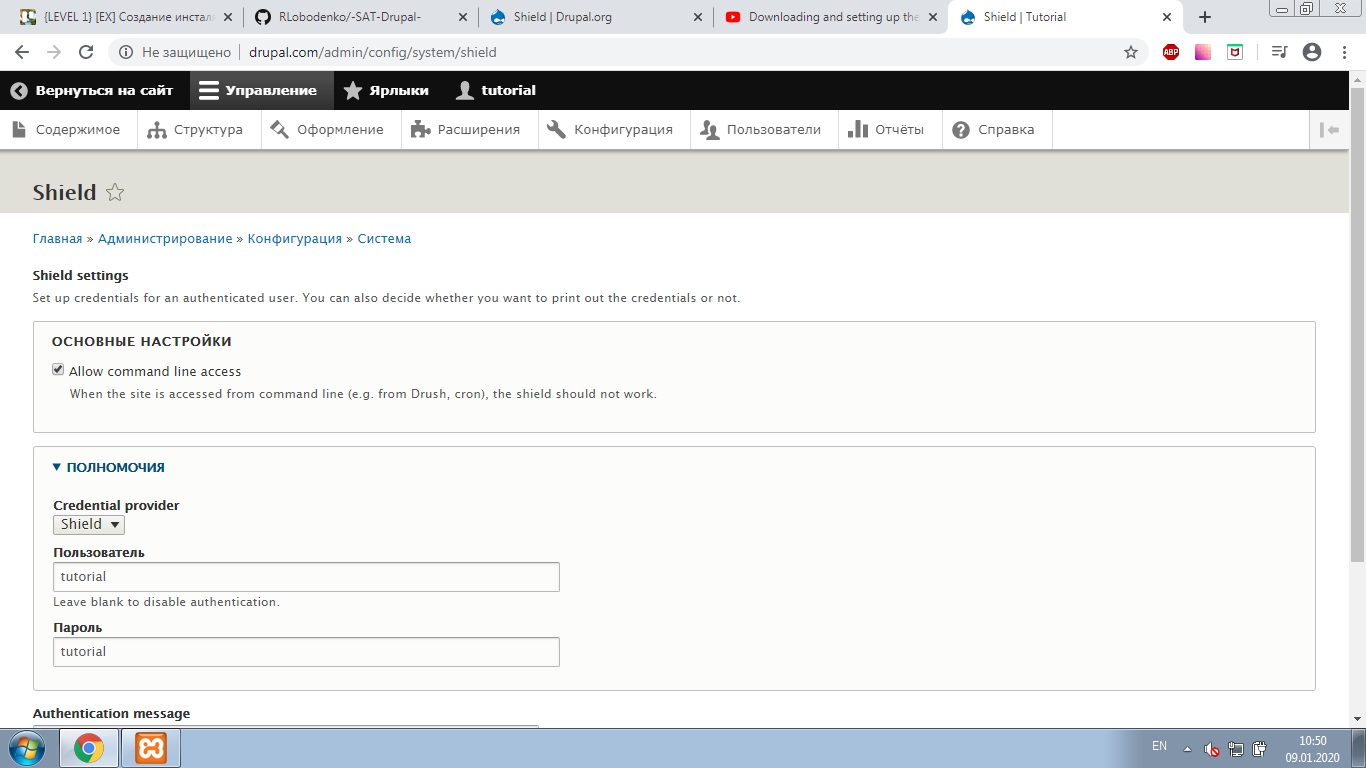 {LEVEL 1} [EX] Создание инстал
RLobodenko/-SAT-Drupal-
Shield | Drupal.org
Downloading and setting up the
Shield | Tutorial
Не защищено
drupal.com/admin/config/system/shield
ABP
Вернуться на сайт
Управление
Ярлыки
tutorial
Содержимое
Структура
Оформление
Расширения
Конфигурация
Пользователи
Отчёты
Справка
Shield
Главная » Администрирование » Конфигурация » Система
Shield settings
Set up credentials for an authenticated user. You can also decide whether you want to print out the credentials or not.
ОСНОВНЫЕ НАСТРОЙКИ
Allow command line access
When the site is accessed from command line (e.g. from Drush, cron), the shield should not work.
ПОЛНОМОЧИЯ
Credential provider
Shield
Пользователь
tutorial
Leave blank to disable authentication.
Пароль
tutorial
Authentication message
EN
10:50
09.01.2020